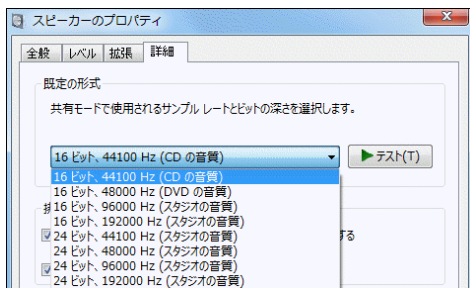 スピーカーのプロパティ
全般 レベル 拡張 詳細
既定の形式
共有モードで使用されるサンプル レートとビットの深さを選択します。
16 ビット、44100 Hz (CD の音質)
テスト(T)
16 ビット、44100 Hz (CD の音質)
16 ビット、48000 Hz (DVD の音質)
16 ビット、96000 Hz (スタジオの音質)
16 ビット、192000 Hz (スタジオの音質)
24 ビット、44100 Hz (スタジオの音質)
する
24 ビット、48000 Hz (スタジオの音質)
24 ビット、96000 Hz (スタジオの音質)
24 ビット、192000 Hz (スタジオの音質)